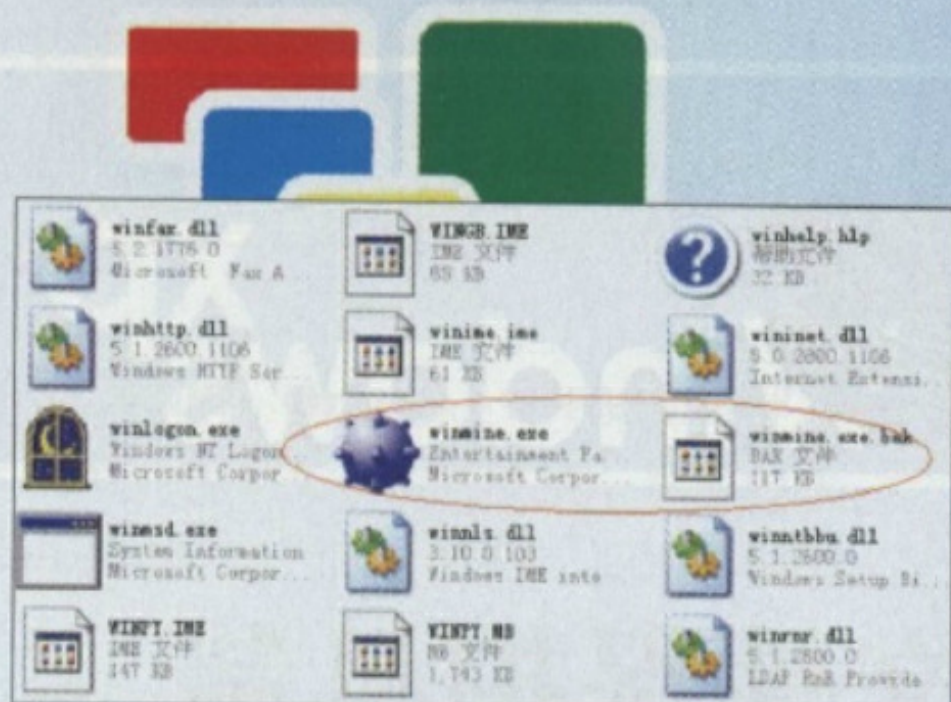 winfax.dll
5.2.1776.0
Microsoft Fax A
WINGB.IME
IME 文件
winhelp.hlp
帮助文件
32 KB
winhttp.dll
5.1.2600.1106
Windows HTTP Ser...
winime.ime
IME 文件
61 KB
wininet.dll
6.0.2800.1106
Internet Extensi...
winlogon.exe
Windows NT Logon...
Microsoft Corpor...
winmine.exe
Entertainment Pa...
Microsoft Corpor...
winmine.exe.bak
BAK 文件
117 KB
winmsd.exe
System Information
Microsoft Corpor...
winnls.dll
3.10.0.103
Windows IME inte
winntbbu.dll
5.1.2600.0
Windows Setup Bi...
WINPY.IME
IME 文件
WINPY.MB
MB 文件
1,743 KB
winrnr.dll
5.1.2600.0
LDAP RnR Provide...